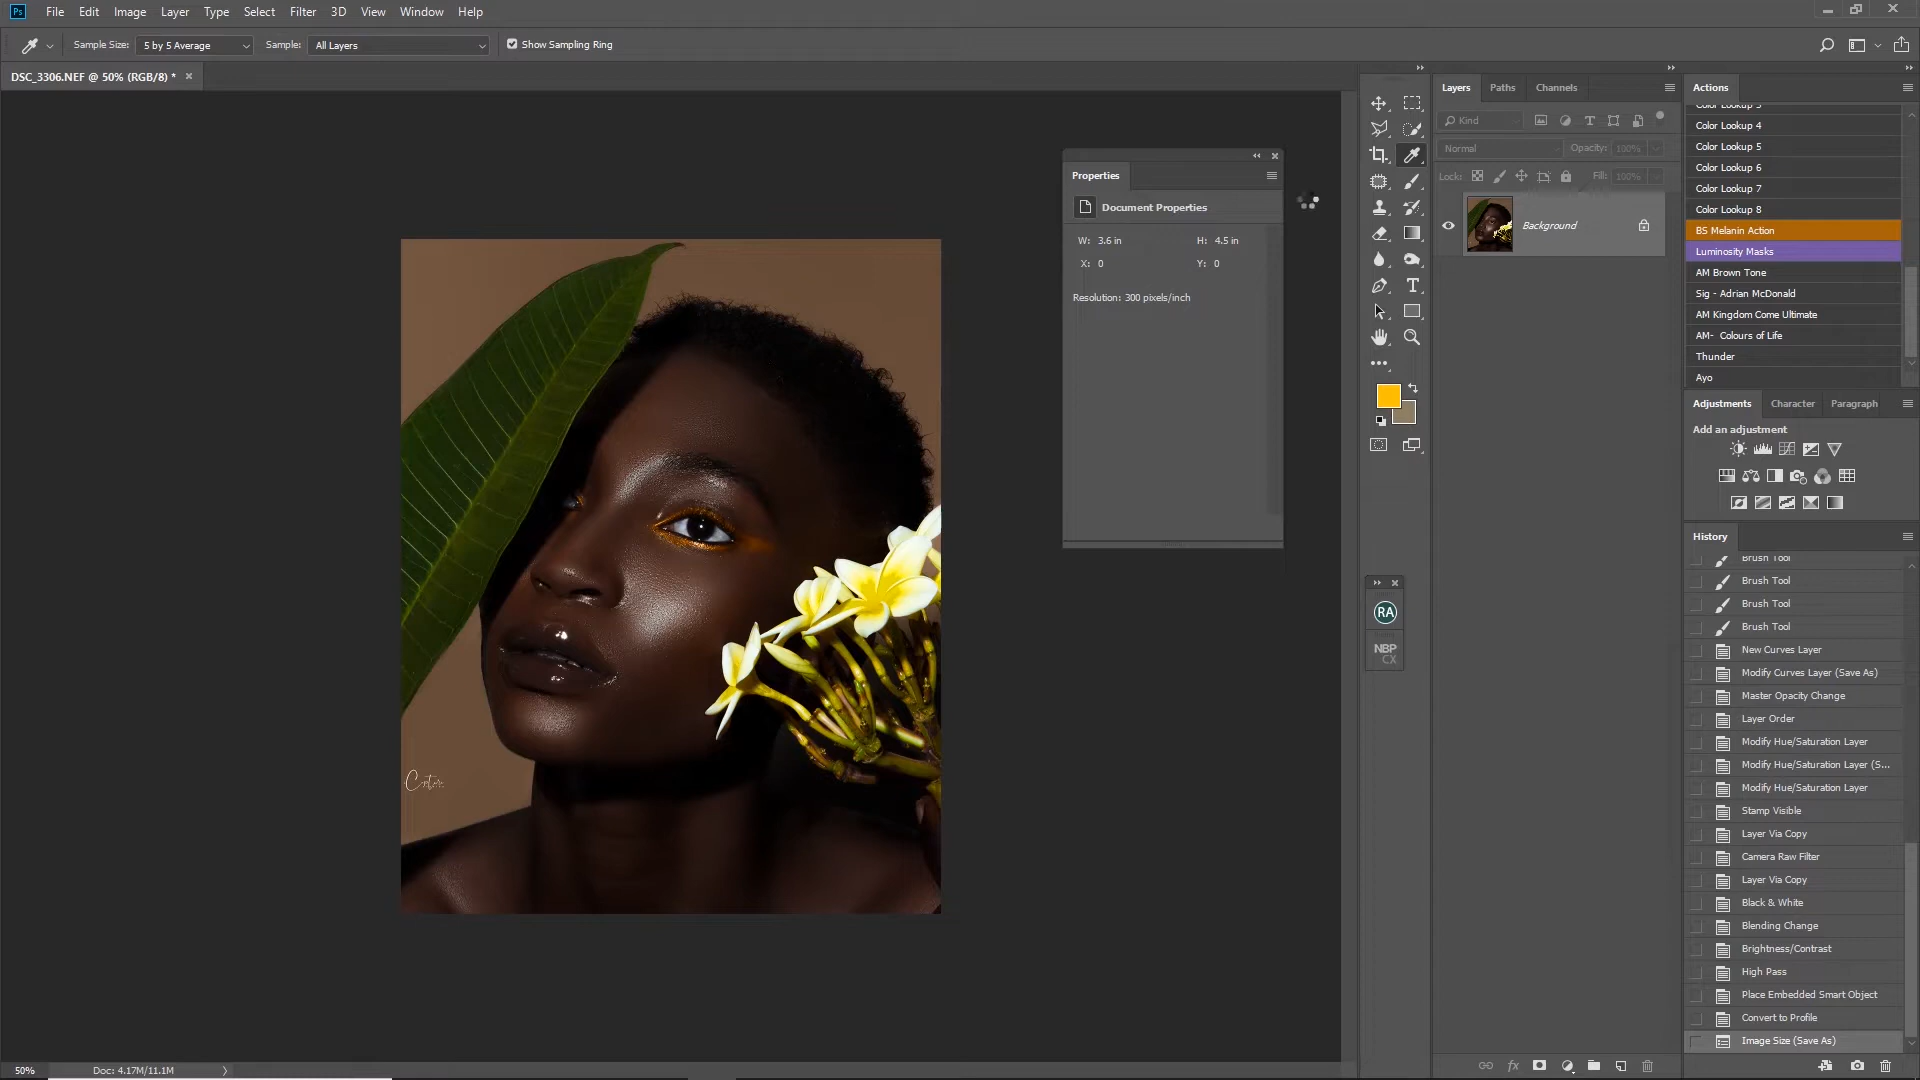 Ps File Edit Image Layer Type Select Filter 3D View Window Help
Sample Size: 5 by 5 Average Sample: All Layers Show Sampling Ring
DSC_3306.NEF @ 50% (RGB/8) *
Properties
Document Properties
W: 3.6 in H: 4.5 in
X: 0 Y: 0
Resolution: 300 pixels/inch
RA
NBP
CX
Layers Paths Channels
Kind
Normal Opacity: 100%
Lock: Fill: 100%
Background
Actions
Color Lookup 3
Color Lookup 4
Color Lookup 5
Color Lookup 6
Color Lookup 7
Color Lookup 8
BS Melanin Action
Luminosity Masks
AM Brown Tone
Sig - Adrian McDonald
AM Kingdom Come Ultimate
AM- Colours of Life
Thunder
Ayo
Adjustments Character Paragraph
Add an adjustment
History
Brush Tool
Brush Tool
Brush Tool
Brush Tool
New Curves Layer
Modify Curves Layer (Save As)
Master Opacity Change
Layer Order
Modify Hue/Saturation Layer
Modify Hue/Saturation Layer (S...
Modify Hue/Saturation Layer
Stamp Visible
Layer Via Copy
Camera Raw Filter
Layer Via Copy
Black & White
Blending Change
Brightness/Contrast
High Pass
Place Embedded Smart Object
Convert to Profile
Image Size (Save As)
50% Doc: 4.17M/11.1M